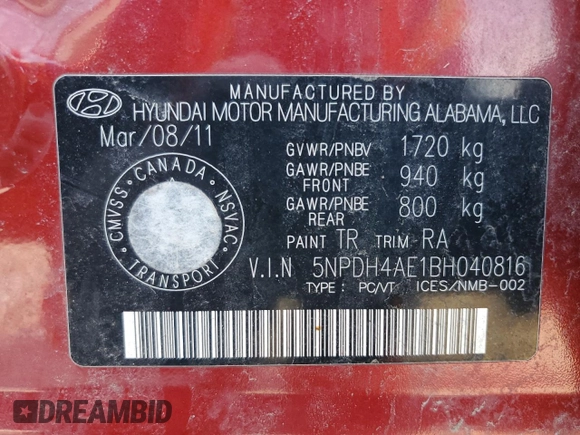 MANUFACTURED BY
HYUNDAI MOTOR MANUFACTURING ALABAMA, LLC
Mar/08/11
GVWR/PNBV 1720 kg
GAWR/PNBE FRONT 940 kg
GAWR/PNBE REAR 800 kg
PAINT TR TRIM RA
CANADA
CMVSS NSVAC
TRANSPORT
V.I.N 5NPDH4AE1BH040816
TYPE : PC/VT ICES/NMB-002
DREAMBID